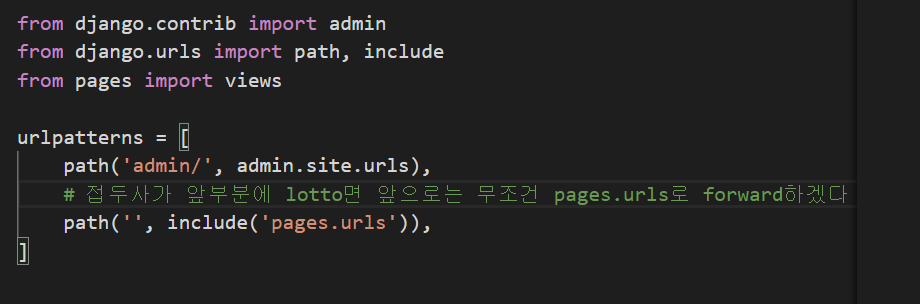 from django.contrib import admin
from django.urls import path, include
from pages import views
urlpatterns = [
path('admin/', admin.site.urls),
# 접두사가 앞부분에 lotto면 앞으로는 무조건 pages.urls로 forward하겠다
path('', include('pages.urls')),
]